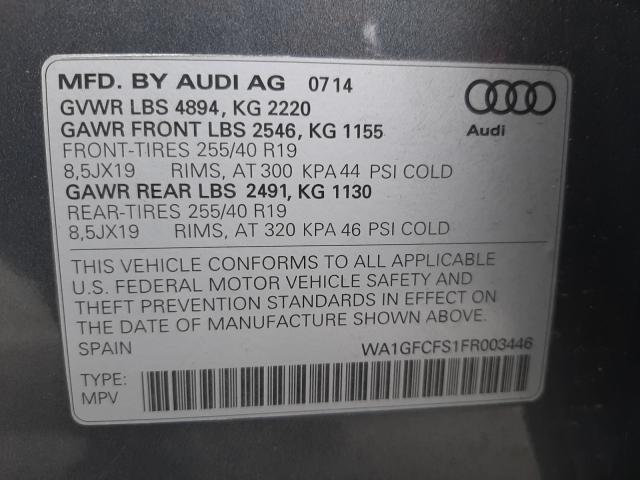 MFD. BY AUDI AG 0714
GVWR LBS 4894, KG 2220
GAWR FRONT LBS 2546, KG 1155
FRONT-TIRES 255/40 R19
8,5JX19 RIMS, AT 300 KPA 44 PSI COLD
GAWR REAR LBS 2491, KG 1130
REAR-TIRES 255/40 R19
8,5JX19 RIMS, AT 320 KPA 46 PSI COLD
Audi
THIS VEHICLE CONFORMS TO ALL APPLICABLE
U.S. FEDERAL MOTOR VEHICLE SAFETY AND
THEFT PREVENTION STANDARDS IN EFFECT ON
THE DATE OF MANUFACTURE SHOWN ABOVE.
SPAIN WA1GFCFS1FR003446
TYPE:
MPV